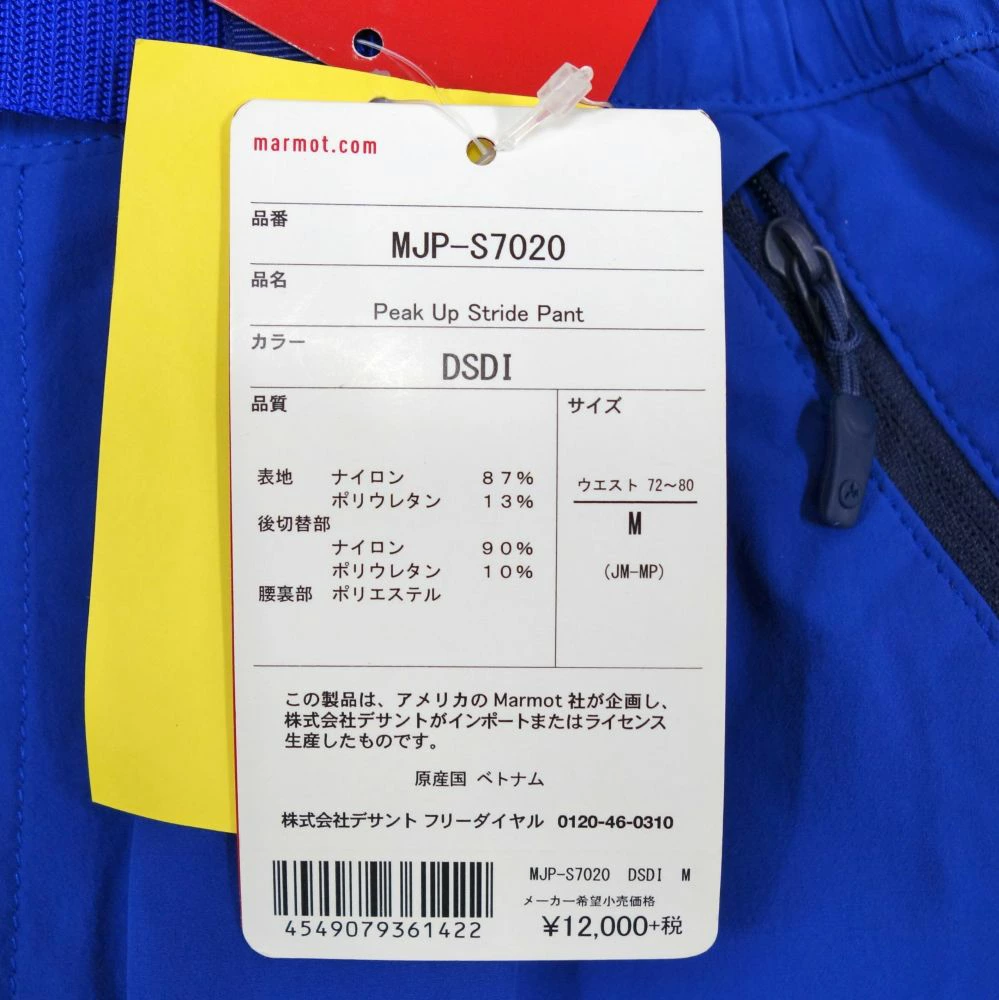 marmot.com
品番
MJP-S7020
品名
Peak Up Stride Pant
カラー
DSDI
品質
サイズ
表地 ナイロン 87%
ポリウレタン 13%
後切替部
ナイロン 90%
ポリウレタン 10%
腰裏部 ポリエステル
ウエスト 72～80
M
(JM-MP)
この製品は、アメリカの Marmot 社が企画し、
株式会社デサントがインポートまたはライセンス
生産したものです。
原産国 ベトナム
株式会社デサント フリーダイヤル 0120-46-0310
4549079361422
MJP-S7020 DSDI M
メーカー希望小売価格
¥12,000+税